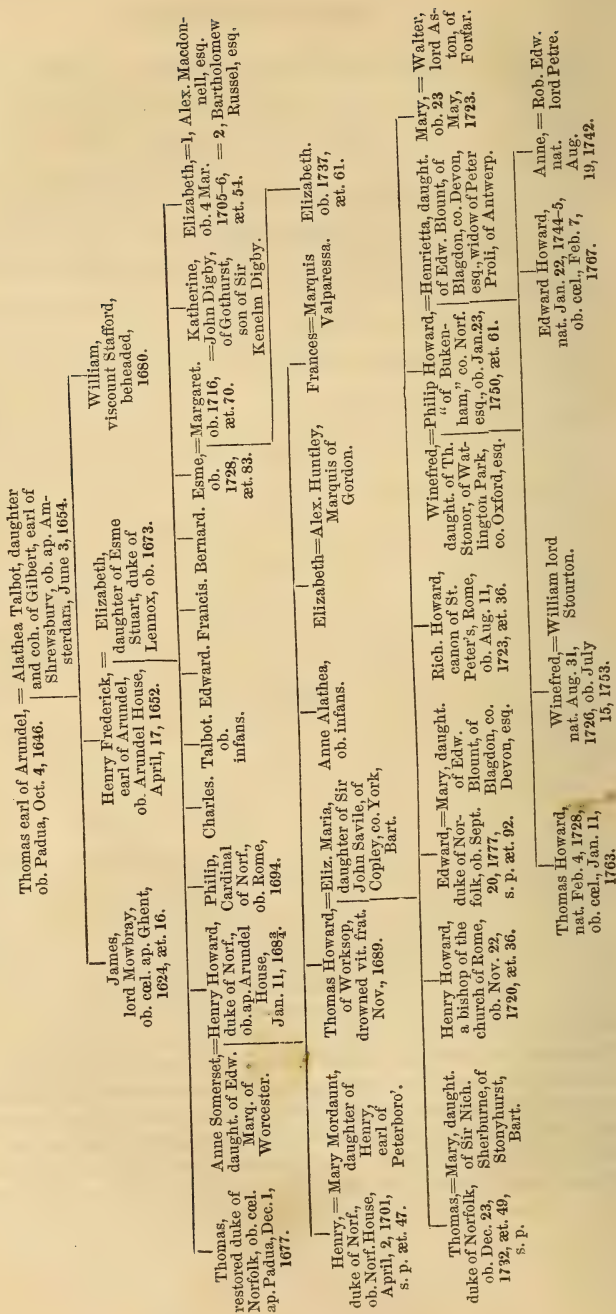 Thomas earl of Arundel,
ob. Padua, Oct. 4, 1646.
= Alathea Talbot, daughter
and coh. of Gilbert, earl of
Shrewsbury, ob. ap. Am-
sterdam, June 3, 1654.
James,
lord Mowbray,
ob. cœl. ap. Ghent,
1624, æt. 16.
Henry Frederick, =
earl of Arundel,
ob. Arundel House,
April, 17, 1652.
Elizabeth,
daughter of Esme
Stuart, duke of
Lennox, ob. 1673.
William,
viscount Stafford,
beheaded,
1680.
Thomas,
restored duke of
Norfolk, ob. cœl.
ap. Padua, Dec. 1,
1677.
Anne Somerset,
daught. of Edw.
Marq. of
Worcester.
=Henry Howard,
duke of Norf.,
ob. ap. Arundel
House,
Jan. 11, 168¾.
Philip,
Cardinal
of Norf.,
ob. Rome,
1694.
Charles.
Talbot.
ob.
infans.
Edward.
Francis.
Bernard.
Esme,
ob.
1728,
æt. 83.
=Margaret.
ob. 1716,
æt. 70.
Katherine,
=John Digby,
of Gothurst,
son of Sir
Kenelm Digby.
Elizabeth,
ob. 4 Mar.
1705-6,
æt. 54.
=1, Alex. Macdon-
nell, esq.
=2, Bartholomew
Russel, esq.
Henry,
duke of Norf.,
ob. Norf. House,
April, 2, 1701,
s. p. æt. 47.
= Mary Mordaunt,
daughter of
Henry,
earl of
Peterboro'.
Thomas Howard,
of Worksop,
drowned vit. frat.
Nov., 1689.
=Eliz. Maria,
daughter of Sir
John Savile, of
Copley, co. York,
Bart.
Anne Alathea,
ob. infans.
Elizabeth=Alex. Huntley,
Marquis of
Gordon.
Frances=Marquis
Valparessa.
Elizabeth.
ob. 1737,
æt. 61.
Thomas,
duke of Norfolk,
ob. Dec. 23,
1732, æt. 49,
s. p.
=Mary, daught.
of Sir Nich.
Sherburne, of
Stonyhurst,
Bart.
Henry Howard,
a bishop of the
church of Rome,
ob. Nov. 22,
1720, æt. 36.
Edward,
duke of Nor-
folk, ob. Sept.
20, 1777,
s. p. æt. 92.
=Mary, daught.
of Edw.
Blount, of
Blagdon, co.
Devon, esq.
Rich. Howard,
canon of St.
Peter's, Rome,
ob. Aug. 11,
1723, æt. 36.
Winefred,
daught. of Th.
Stonor, of Wat-
lington Park,
co. Oxford, esq.
=Philip Howard,
"of Buken-
ham," co. Norf.
esq., ob. Jan. 23,
1750, æt. 61.
=Henrietta, daught.
of Edw. Blount, of
Blagdon, co. Devon,
esq., widow of Peter
Proli, of Antwerp.
Mary,
ob. 23
May,
1723.
= Walter,
lord As-
ton, of
Forfar.
Thomas Howard,
nat. Feb. 4, 1728,
ob. cœl., Jan. 11,
1763.
Winefred,
nat. Aug. 31,
1726, ob. July
15, 1753.
=William lord
Stourton.
Edward Howard,
nat. Jan. 22, 1744-5,
ob. cœl., Feb. 7,
1767.
Anne,
nat.
Aug.
19, 1742.
= Rob. Edw.
lord Petre.